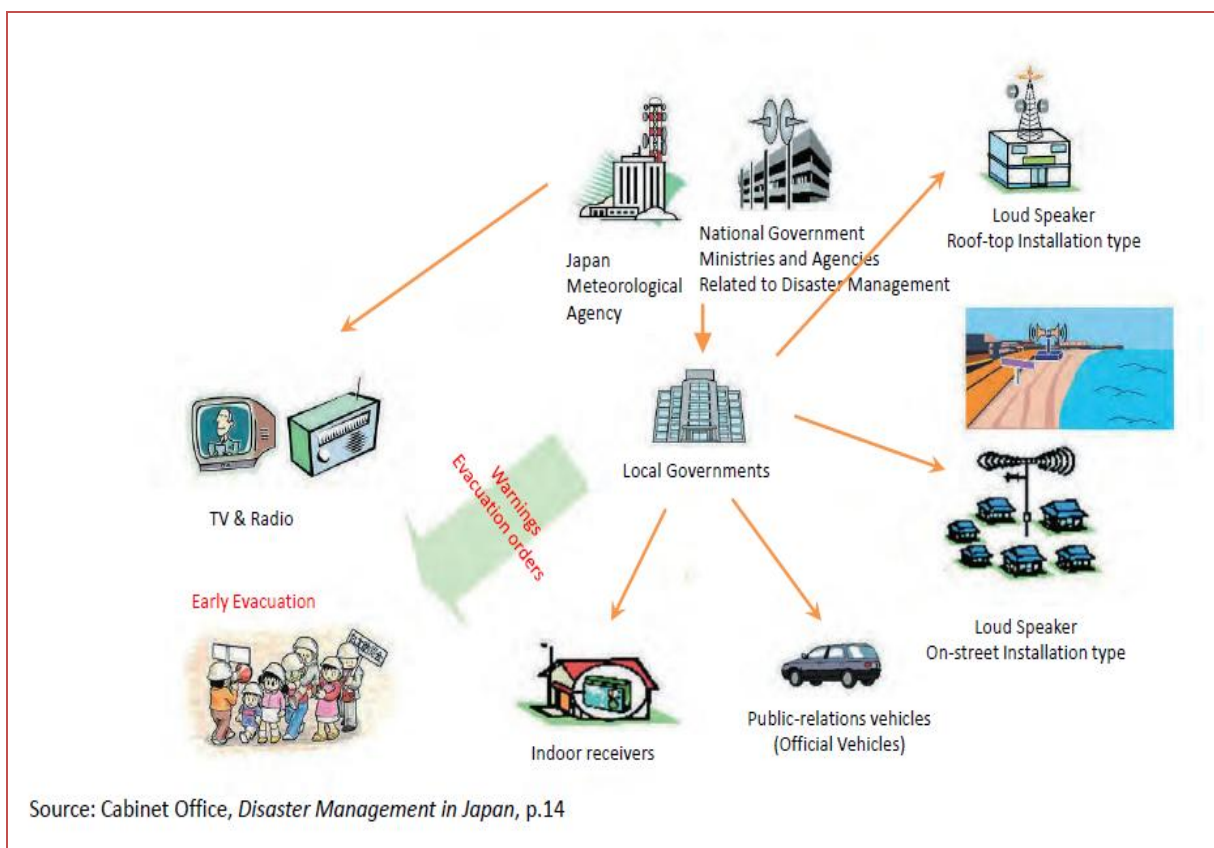 Japan
Meteorological
Agency
National Government
Ministries and Agencies
Related to Disaster Management
Loud Speaker
Roof-top Installation type
Local Governments
TV & Radio
Warnings
Evacuation orders
Early Evacuation
Loud Speaker
On-street Installation type
Indoor receivers
Public-relations vehicles
(Official Vehicles)
Source: Cabinet Office, Disaster Management in Japan, p.14